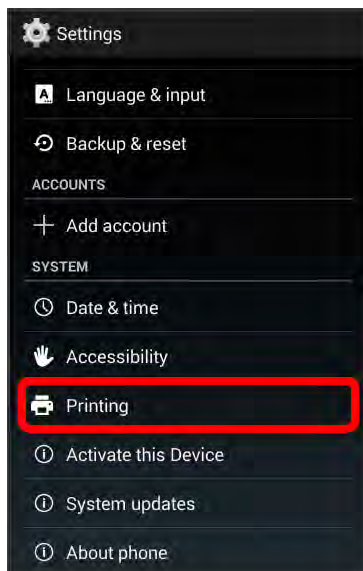 Settings
Language & input
Backup & reset
ACCOUNTS
Add account
SYSTEM
Date & time
Accessibility
Printing
Activate this Device
System updates
About phone